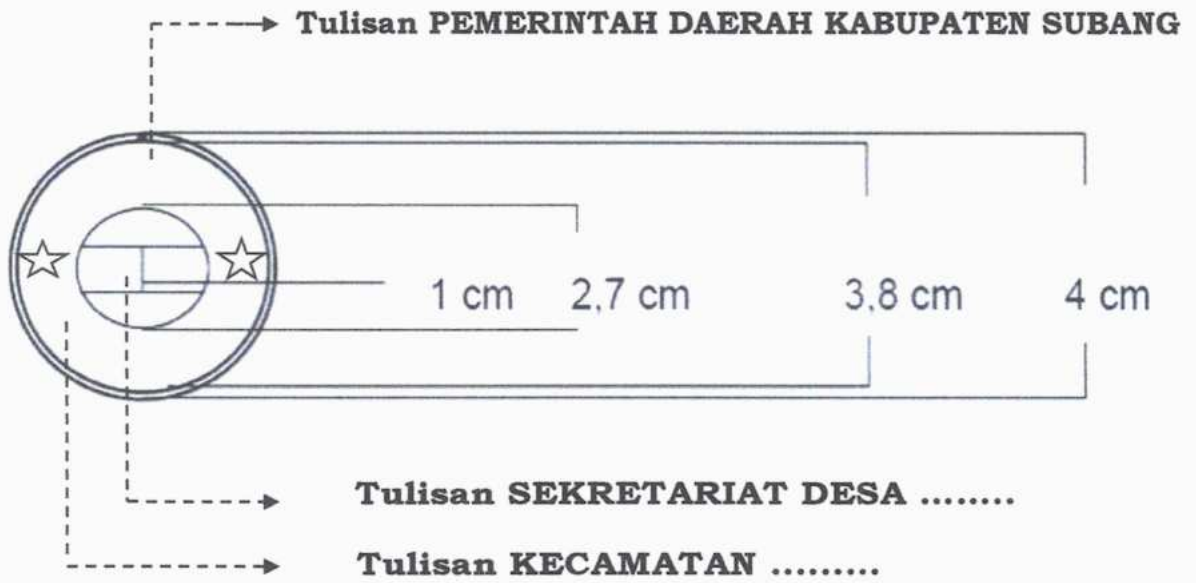 Tulisan PEMERINTAH DAERAH KABUPATEN SUBANG
1 cm 2,7 cm 3,8 cm 4 cm
Tulisan SEKRETARIAT DESA ........
Tulisan KECAMATAN .........